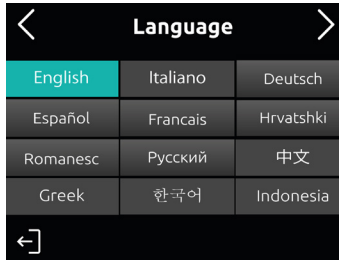 Language
English Italiano Deutsch
Español Francais Hrvatshki
Romanesc Русский 中文
Greek 한국어 Indonesia